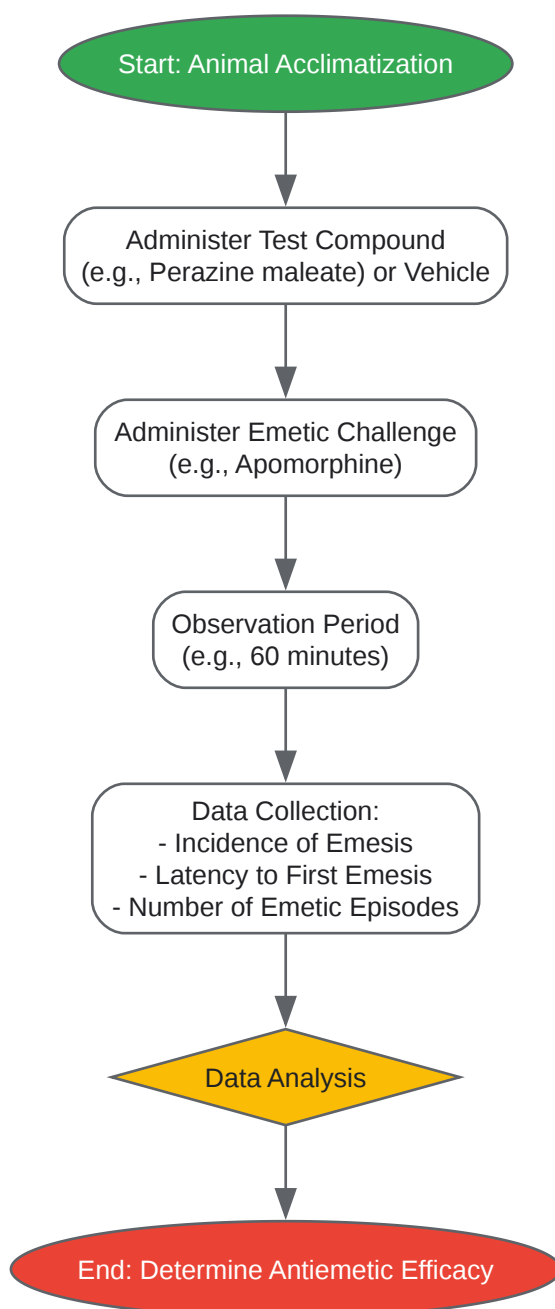 Start: Animal Acclimatization
Administer Test Compound
(e.g., Perazine maleate) or Vehicle
Administer Emetic Challenge
(e.g., Apomorphine)
Observation Period
(e.g., 60 minutes)
Data Collection:
- Incidence of Emesis
- Latency to First Emesis
- Number of Emetic Episodes
Data Analysis
End: Determine Antiemetic Efficacy